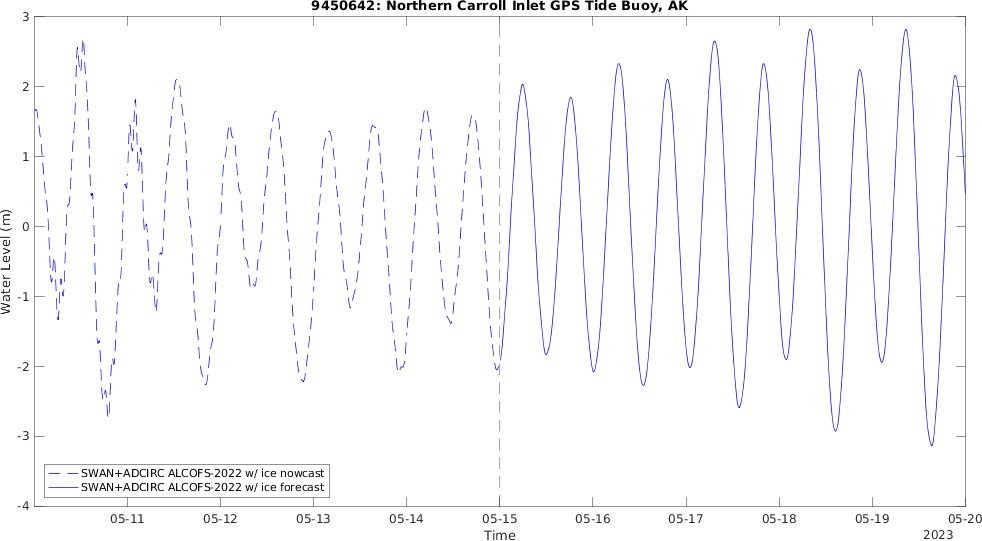 9450642: Northern Carroll Inlet GPS Tide Buoy, AK
3
2
1
0
-1
-2
-3
-4
Water Level (m)
SWAN+ADCIRC ALCOFS-2022 w/ ice nowcast
SWAN+ADCIRC ALCOFS-2022 w/ ice forecast
05-11 05-12 05-13 05-14 05-15 05-16 05-17 05-18 05-19 05-20
Time
2023